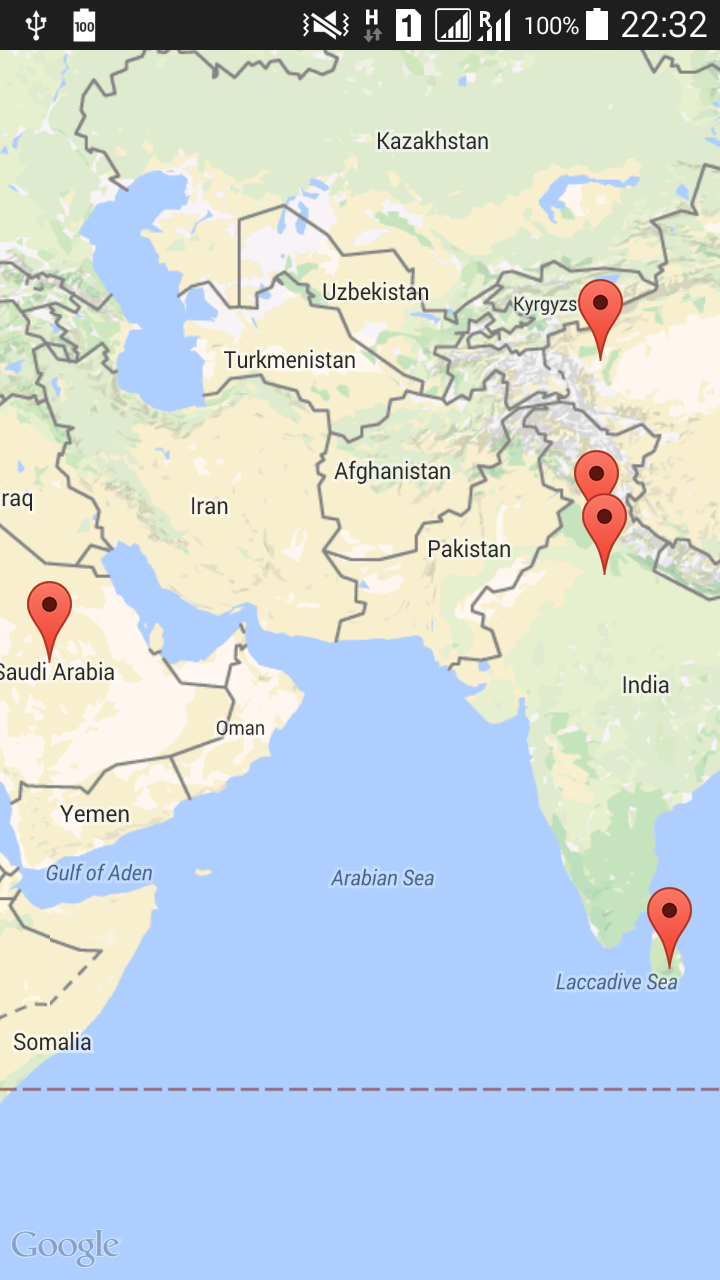 100
H
1
R
100%
22:32
Kazakhstan
Uzbekistan
Kyrgyzs
Turkmenistan
Afghanistan
raq
Iran
Pakistan
Saudi Arabia
India
Oman
Yemen
Gulf of Aden
Arabian Sea
Laccadive Sea
Somalia
Google